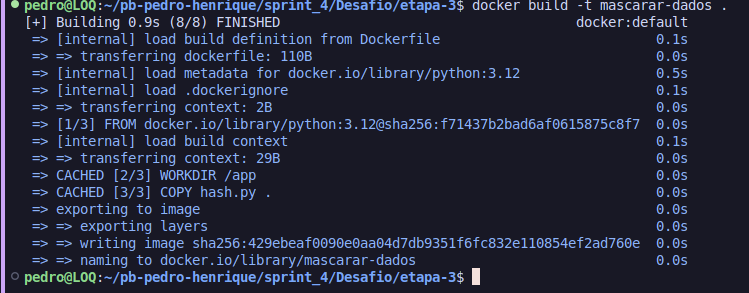 pedro@LOQ:~/pb-pedro-henrique/sprint_4/Desafio/etapa-3$ docker build -t mascarar-dados .
[+] Building 0.9s (8/8) FINISHED docker:default
=> [internal] load build definition from Dockerfile 0.1s
=> => transferring dockerfile: 110B 0.0s
=> [internal] load metadata for docker.io/library/python:3.12 0.5s
=> [internal] load .dockerignore 0.1s
=> => transferring context: 2B 0.0s
=> [1/3] FROM docker.io/library/python:3.12@sha256:f71437b2bad6af0615875c8f7 0.0s
=> [internal] load build context 0.1s
=> => transferring context: 29B 0.0s
=> CACHED [2/3] WORKDIR /app 0.0s
=> CACHED [3/3] COPY hash.py . 0.0s
=> exporting to image 0.0s
=> => exporting layers 0.0s
=> => writing image sha256:429ebeaf0090e0aa04d7db9351f6fc832e110854ef2ad760e 0.0s
=> => naming to docker.io/library/mascarar-dados 0.0s
pedro@LOQ:~/pb-pedro-henrique/sprint_4/Desafio/etapa-3$